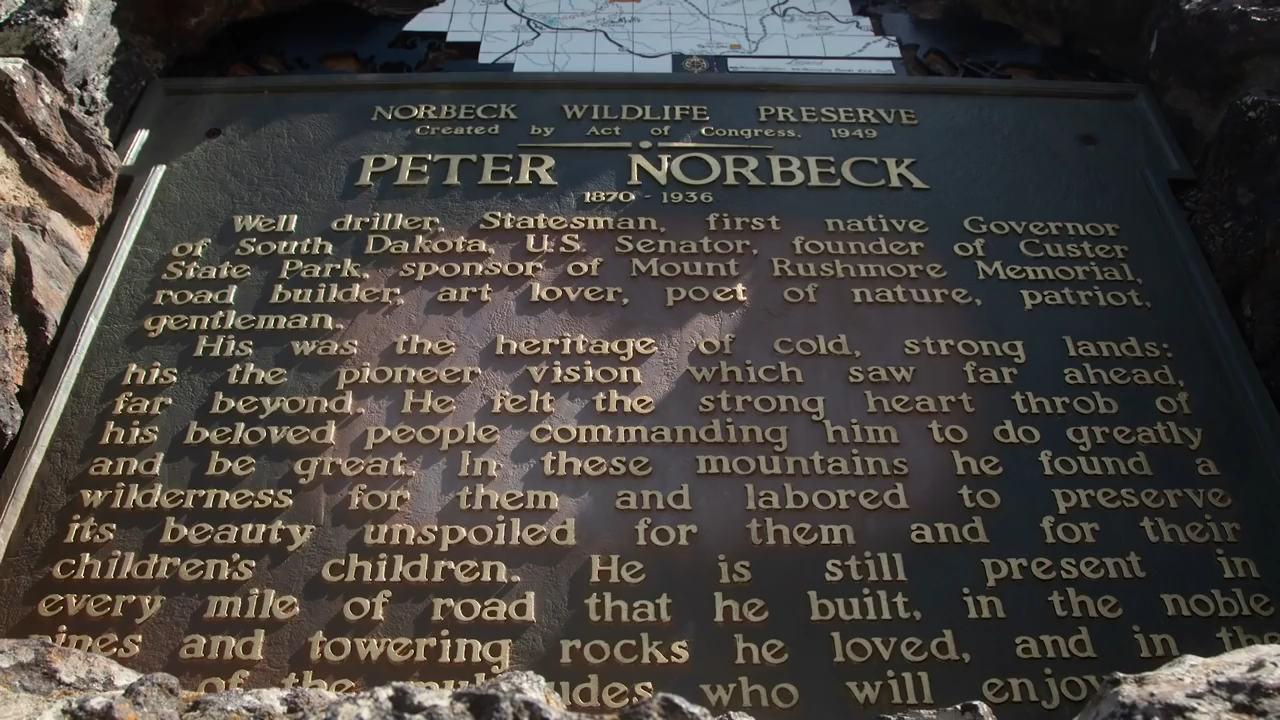 NORBECK WILDLIFE PRESERVE
Created by Act of Congress, 1949
PETER NORBECK
1870 - 1936
Well driller, Statesman, first native Governor
of South Dakota, U.S. Senator, founder of Custer
State Park, sponsor of Mount Rushmore Memorial,
road builder, art lover, poet of nature, patriot,
gentleman.
His was the heritage of cold, strong lands:
his the pioneer vision which saw far ahead,
far beyond. He felt the strong heart throb of
his beloved people commanding him to do greatly
and be great. In these mountains he found a
wilderness for them and labored to preserve
its beauty unspoiled for them and for their
children's children. He is still present in
every mile of road that he built, in the noble
pines and towering rocks he loved, and in the
of the multitudes who will enjoy